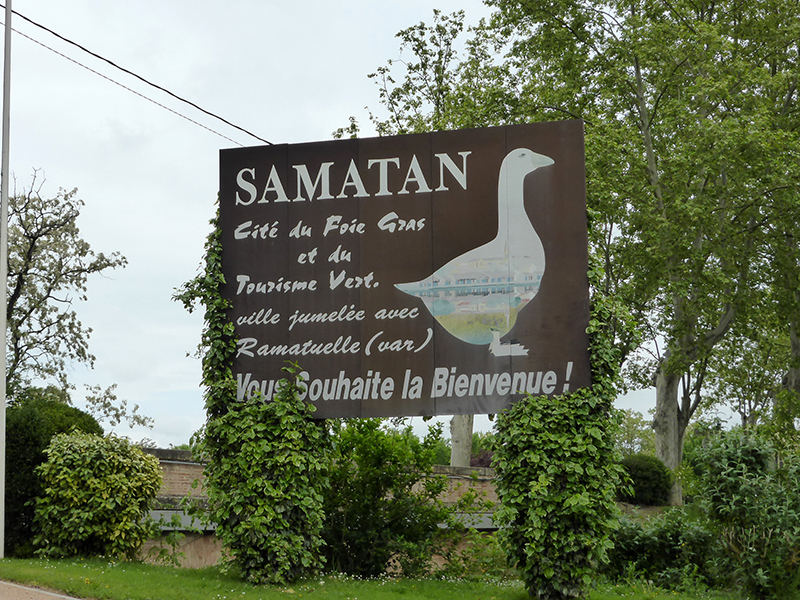 SAMATAN
Cité du Foie Gras
et du
Tourisme Vert.
ville jumelée avec
Ramatuelle (var)
Vous Souhaite la Bienvenue !